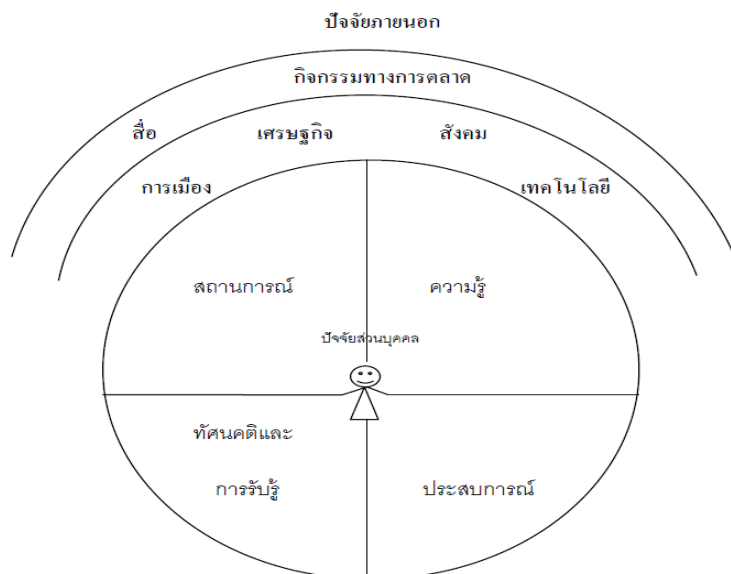 ปัจจัยภายนอก
กิจกรรมทางการตลาด
สื่อ เศรษฐกิจ สังคม
การเมือง เทคโนโลยี
สถานการณ์ ความรู้
ปัจจัยส่วนบุคคล
ทัศนคติและ
การรับรู้ ประสบการณ์